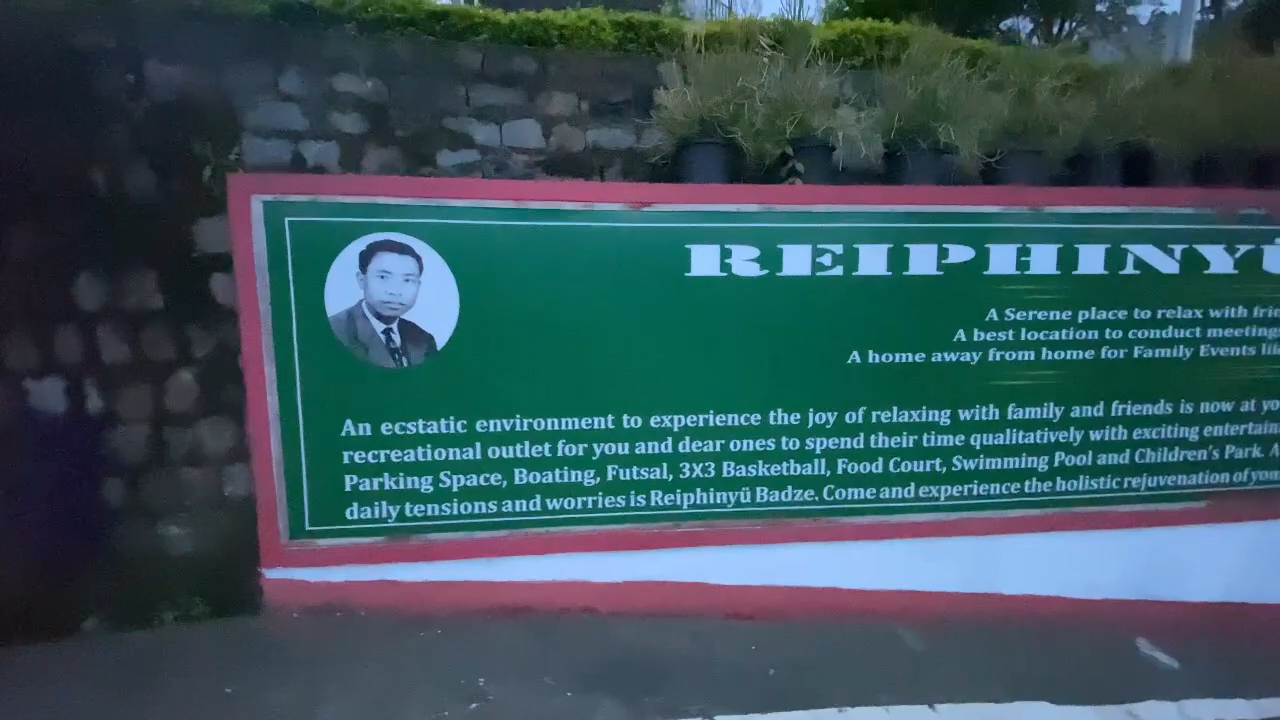 REIPHINYÜ
A Serene place to relax with
A best location to conduct meetings
A home away from home for Family Events
An ecstatic environment to experience the joy of relaxing with family and friends is now at
recreational outlet for you and dear ones to spend their time qualitatively with exciting
Parking Space, Boating, Futsal, 3X3 Basketball, Food Court, Swimming Pool and Children's Park.
daily tensions and worries is Reiphinyü Badze. Come and experience the holistic rejuvenation of